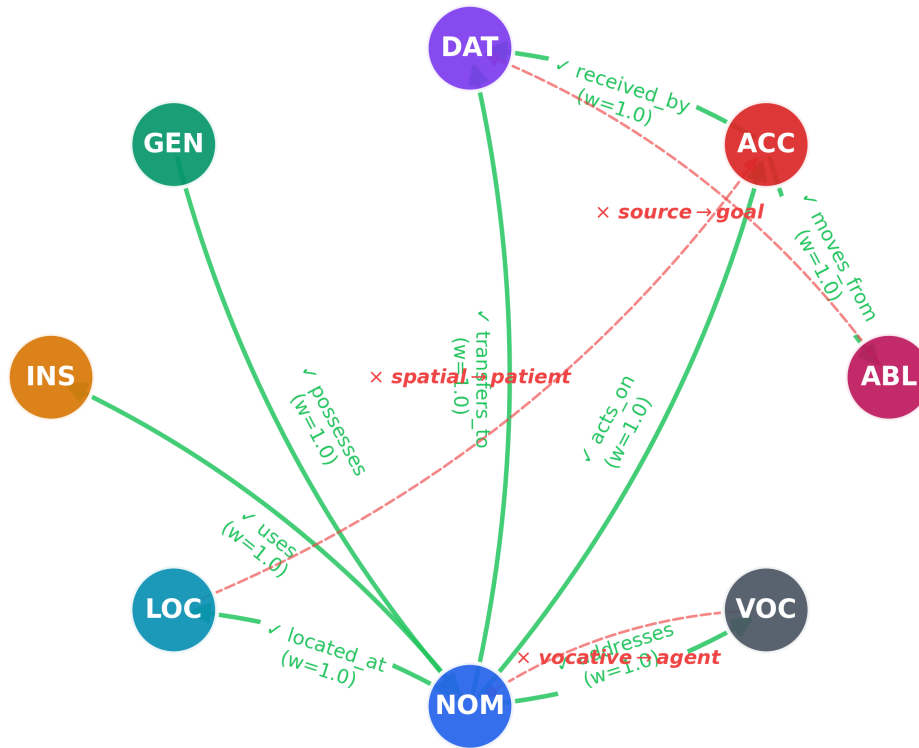 DAT
✓ received_by
(w=1.0)
GEN
ACC
× source→goal
✓ moves_from
(w=1.0)
✓ transfers_to
(w=1.0)
INS
× spatial→patient
ABL
✓ possesses
(w=1.0)
✓ acts_on
(w=1.0)
✓ uses
(w=1.0)
LOC
VOC
✓ located_at
(w=1.0)
✓ addresses
(w=1.0)
× vocative→agent
NOM